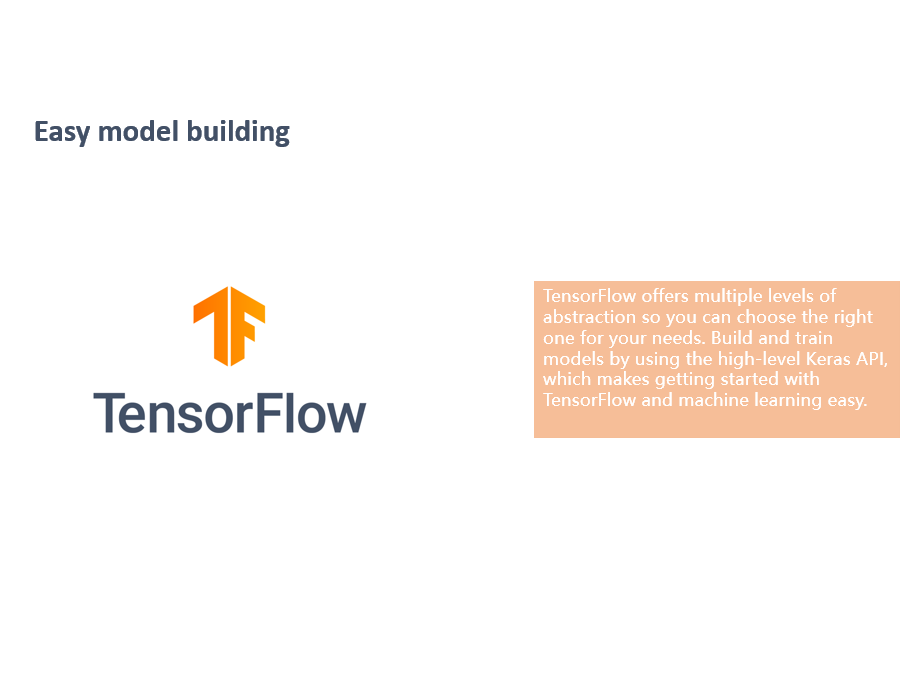 Easy model building
TensorFlow
TensorFlow offers multiple levels of
abstraction so you can choose the right
one for your needs. Build and train
models by using the high-level Keras API,
which makes getting started with
TensorFlow and machine learning easy.